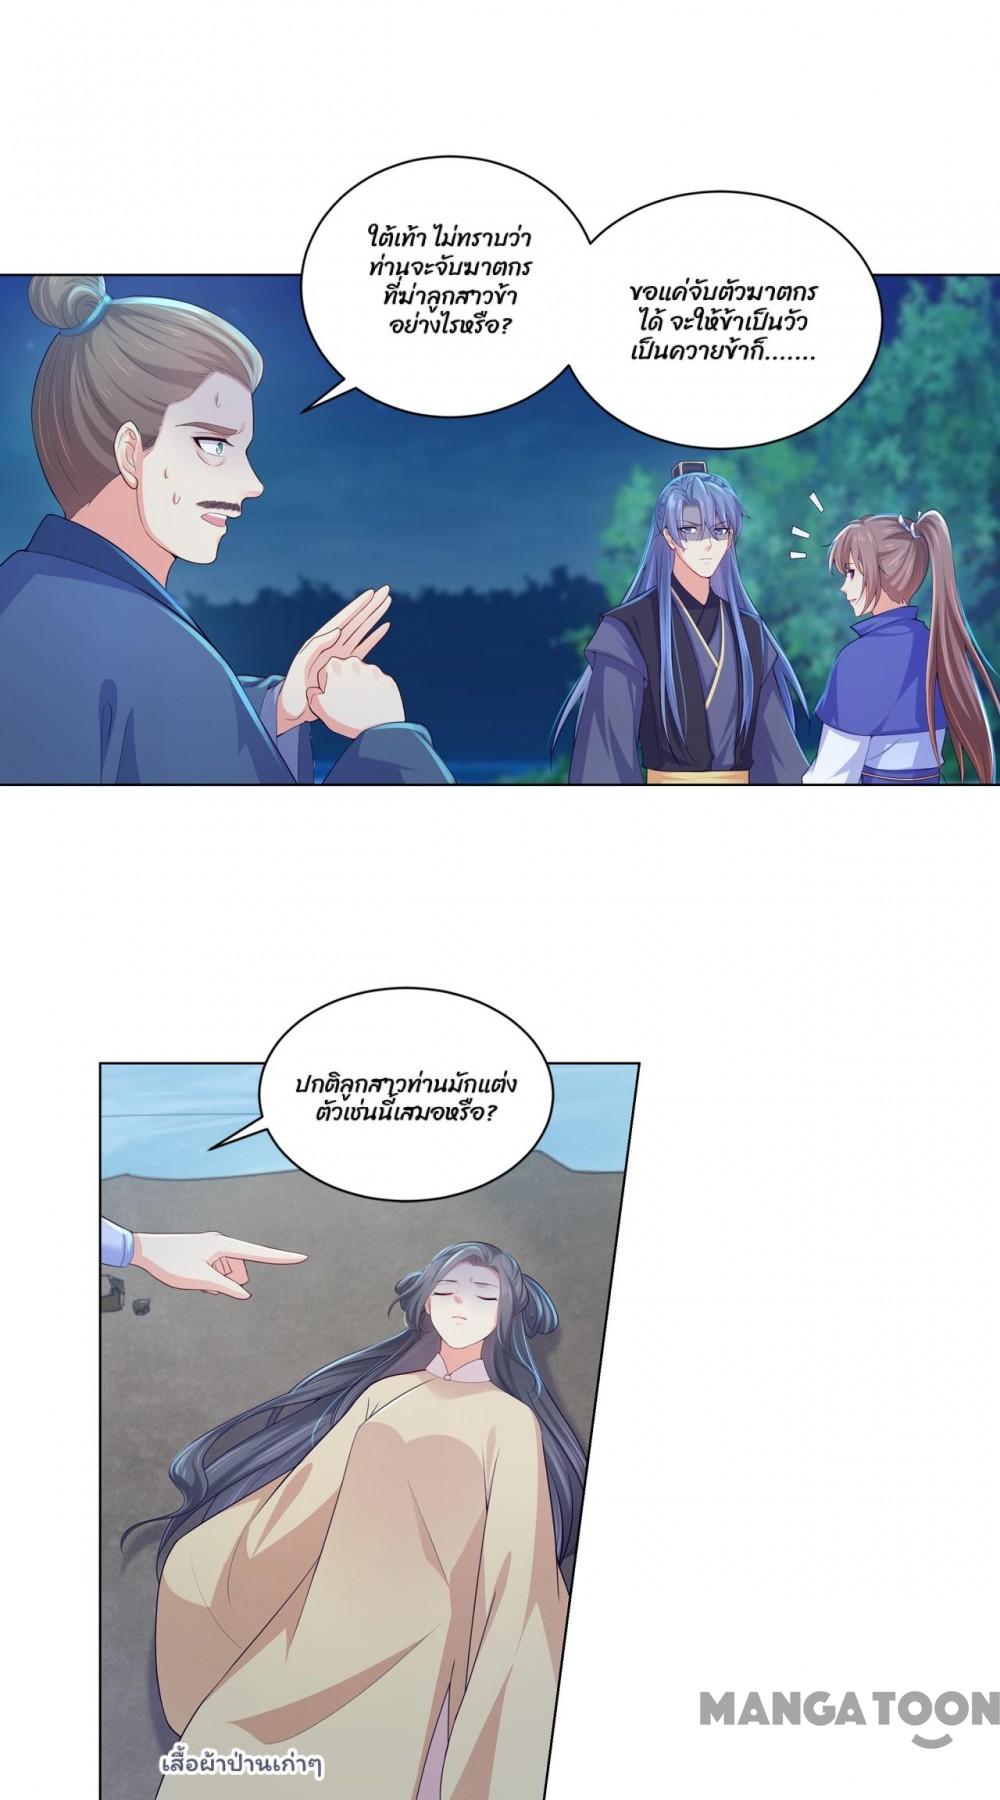 ใต้เท้า ไม่ทราบว่า
ท่านจะจับฆาตกร
ที่ฆ่าลูกสาวข้า
อย่างไรหรือ?
ขอแค่จับตัวฆาตกร
ได้ จะให้ข้าเป็นวัว
เป็นควายข้าก็.......
ปกติลูกสาวท่านมักแต่ง
ตัวเช่นนี้เสมอหรือ?
MANGATOON
เสื้อผ้าป่านเก่าๆ